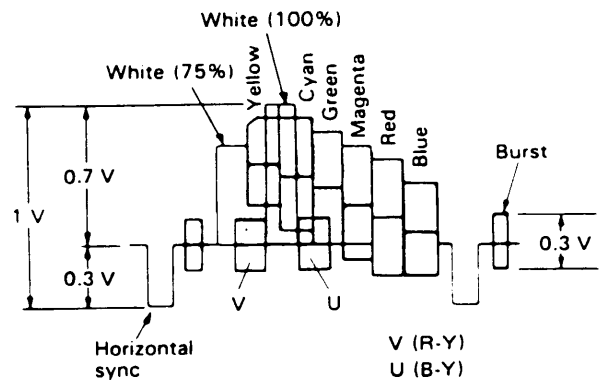 White (100%)
White (75%)
Yellow
Cyan
Green
Magenta
Red
Blue
Burst
0.7 V
1 V
0.3 V
0.3 V
V
U
Horizontal
sync
V (R-Y)
U (B-Y)